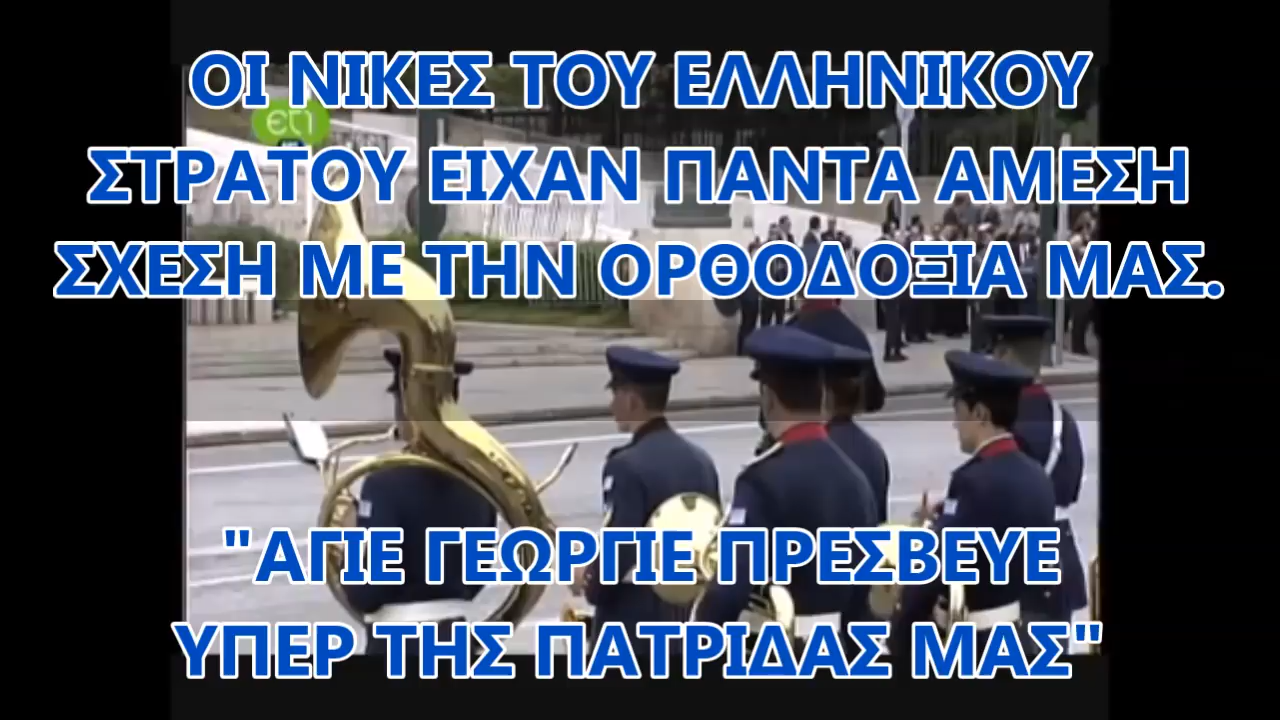 ΟΙ ΝΙΚΕΣ ΤΟΥ ΕΛΛΗΝΙΚΟΥ
et1
ΣΤΡΑΤΟΥ ΕΙΧΑΝ ΠΑΝΤΑ ΑΜΕΣΗ
ΣΧΕΣΗ ΜΕ ΤΗΝ ΟΡΘΟΔΟΞΙΑ ΜΑΣ.
"ΑΓΙΕ ΓΕΩΡΓΙΕ ΠΡΕΣΒΕΥΕ
ΥΠΕΡ ΤΗΣ ΠΑΤΡΙΔΑΣ ΜΑΣ"